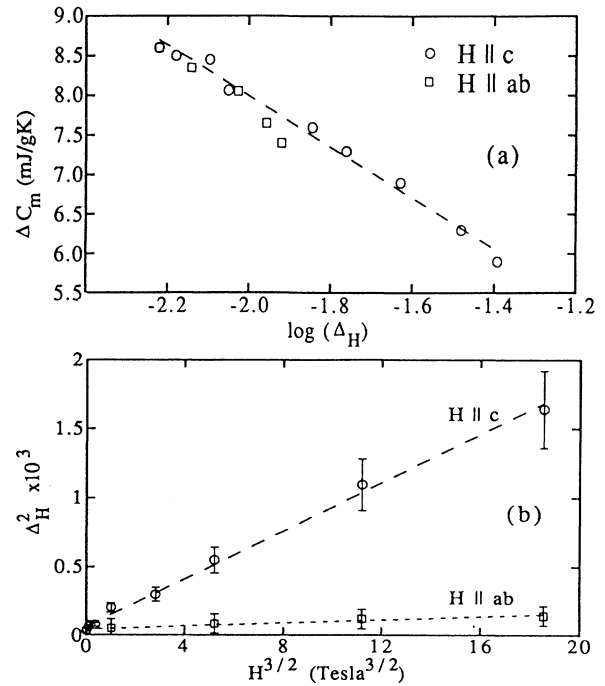 9.0
8.5
8.0
7.5
7.0
6.5
6.0
5.5
ΔC_m (mJ/gK)
H || c
H || ab
(a)
-2.2 -2.0 -1.8 -1.6 -1.4 -1.2
log (Δ_H)
2
1.5
1
0.5
0
Δ_H^2 x10^3
H || c
(b)
H || ab
0 4 8 12 16 20
H^3/2 (Tesla^3/2)